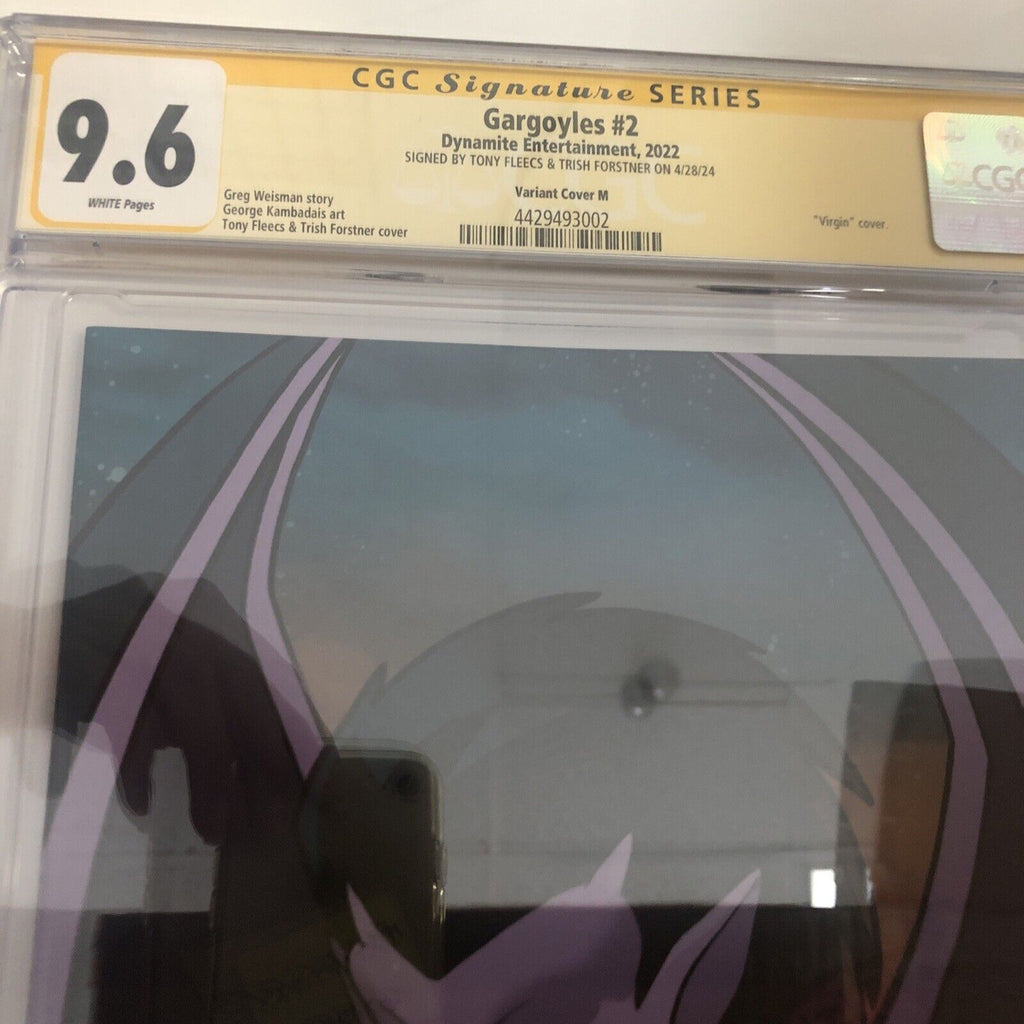 CGC Signature SERIES
9.6
WHITE Pages
Gargoyles #2
Dynamite Entertainment, 2022
SIGNED BY TONY FLEECS & TRISH FORSTNER ON 4/28/24
Variant Cover M
4429493002
Greg Weisman story
George Kambadais art
Tony Fleecs & Trish Forstner cover
"Virgin" cover.
CGC